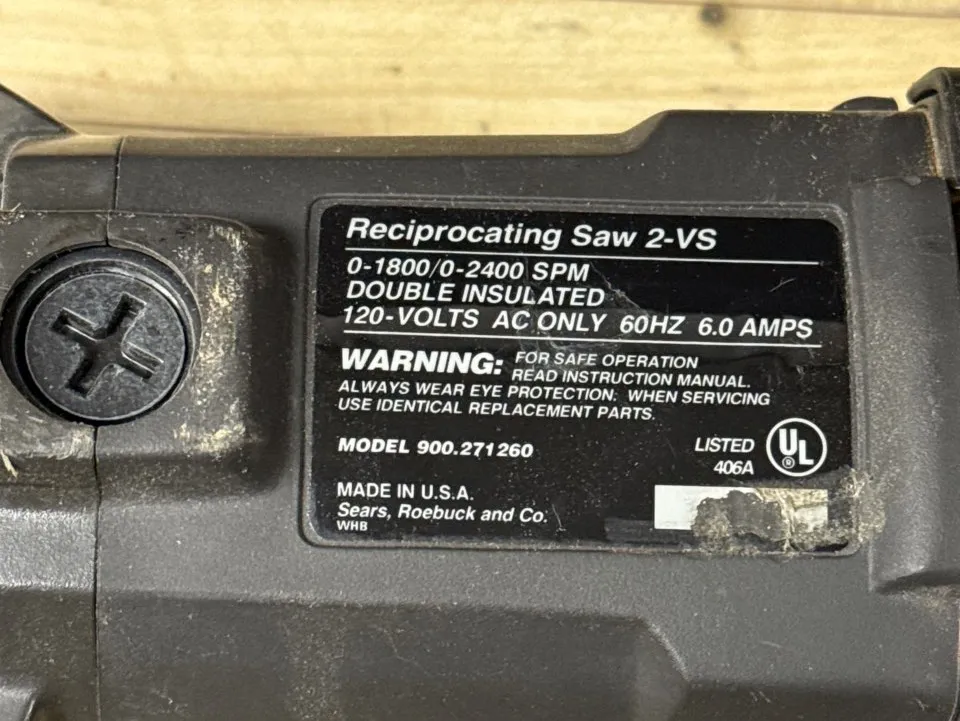 Reciprocating Saw 2-VS
0-1800/0-2400 SPM
DOUBLE INSULATED
120-VOLTS AC ONLY 60HZ 6.0 AMPS
WARNING: FOR SAFE OPERATION
READ INSTRUCTION MANUAL.
ALWAYS WEAR EYE PROTECTION. WHEN SERVICING
USE IDENTICAL REPLACEMENT PARTS.
MODEL 900.271260
LISTED UL®
406A
MADE IN U.S.A.
Sears, Roebuck and Co.
WHB